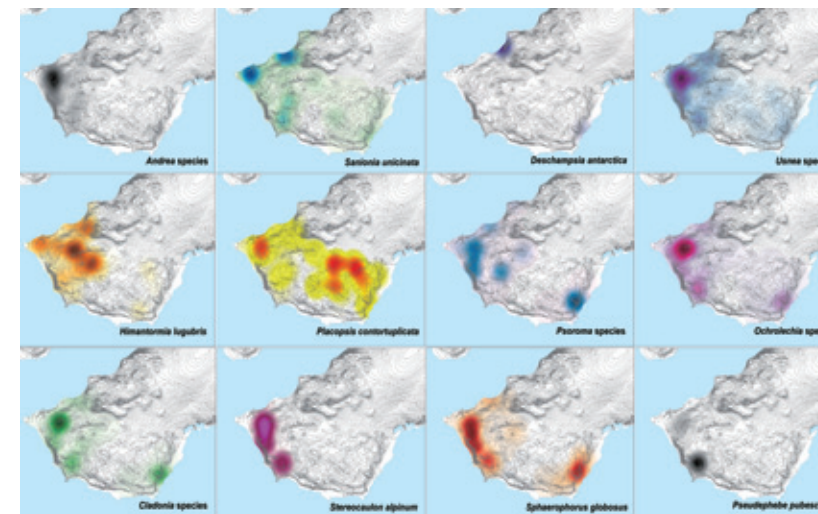 Andrea species
Sanionia uncinata
Deschampsia antarctica
Usnea spe
Himantormia lugubris
Placopsis contortuplicata
Psoroma species
Ochrolechia spe
Cladonia species
Stereocaulon alpinum
Sphaerophorus globosus
Pseudephebe pubesc